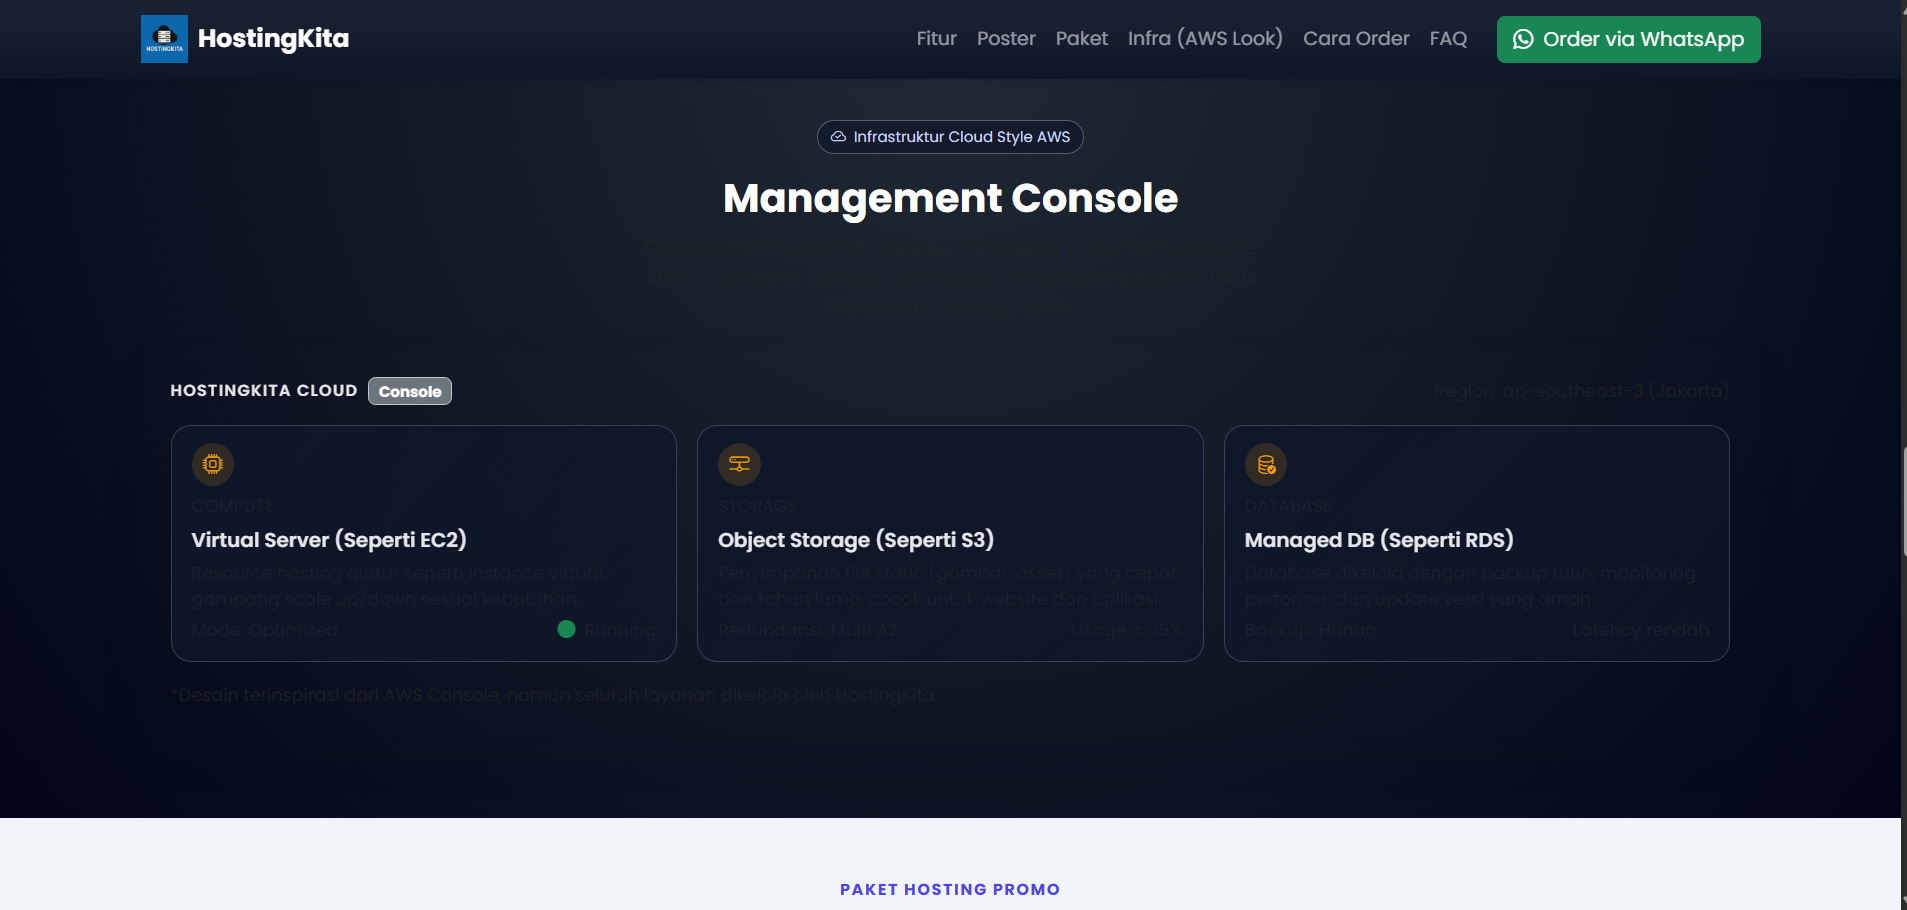 HOSTINGKITA
HostingKita
Fitur
Poster
Paket
Infra (AWS Look)
Cara Order
FAQ
Order via WhatsApp
Infrastruktur Cloud Style AWS
Management Console
service
AWS untuk
HOSTINGKITA CLOUD
Console
Region: ap-southeast-3 (Jakarta)
COMPUTE
Virtual Server (Seperti EC2)
Resource hosting diatur seperti instance virtual,
gampang scale up/down sesuai kebutuhan.
Mode: Optimized
Running
STORAGE
Object Storage (Seperti S3)
Penyimpanan file static (gambar, asset) yang cepat
dan tahan lama, cocok untuk website dan aplikasi.
Redundansi: Multi AZ
Usage ± 35%
DATABASE
Managed DB (Seperti RDS)
Database dikelola dengan backup rutin, monitoring
performa, dan update versi yang aman.
Backup: Harian
Latency rendah
*Desain terinspirasi dari AWS Console, namun seluruh layanan dikelola oleh HostingKita.
PAKET HOSTING PROMO